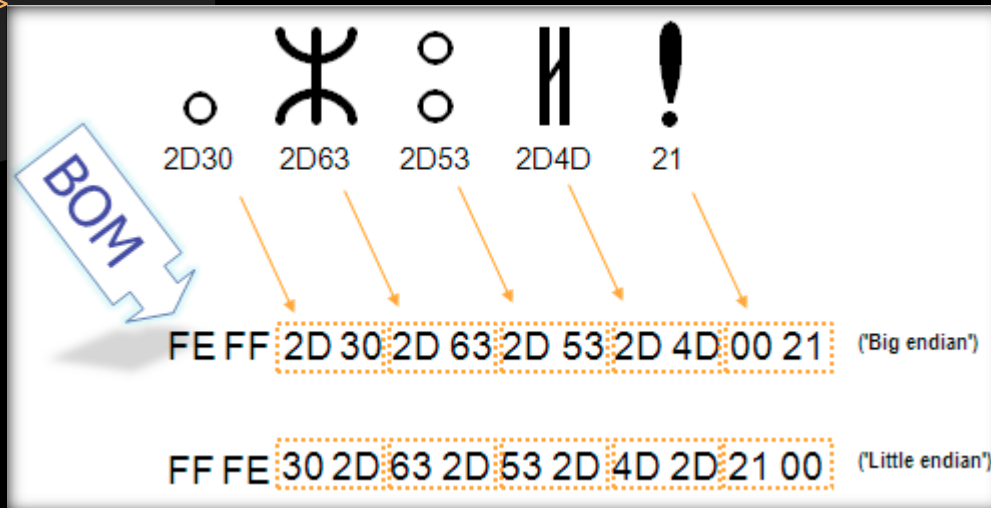 ⴰ ⵣ ⵓ ⵍ !
2D30 2D63 2D53 2D4D 21
BOM
FE FF 2D 30 2D 63 2D 53 2D 4D 00 21 ('Big endian')
FF FE 30 2D 63 2D 53 2D 4D 2D 21 00 ('Little endian')